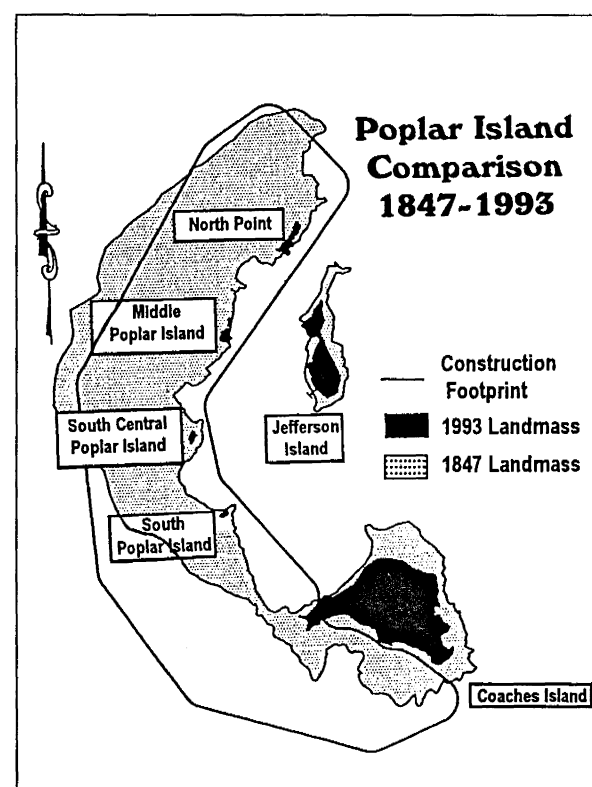 Poplar Island
Comparison
1847-1993
North Point
Middle
Poplar Island
South Central
Poplar Island
Jefferson
Island
South
Poplar Island
Coaches Island
Construction
Footprint
1993 Landmass
1847 Landmass